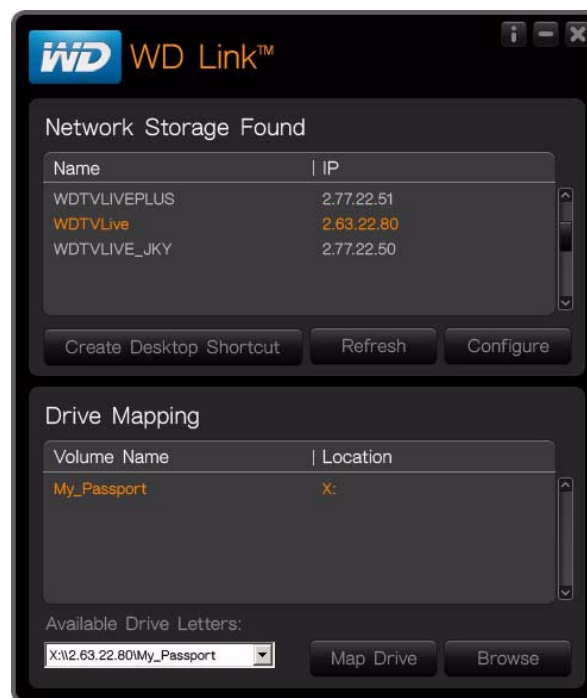 WD WD Link™
Network Storage Found
Name | IP
WDTVLIVEPLUS 2.77.22.51
WDTVLive 2.63.22.80
WDTVLIVE_JKY 2.77.22.50
Create Desktop Shortcut Refresh Configure
Drive Mapping
Volume Name | Location
My_Passport X:
Available Drive Letters:
X:\\2.63.22.80\My_Passport Map Drive Browse